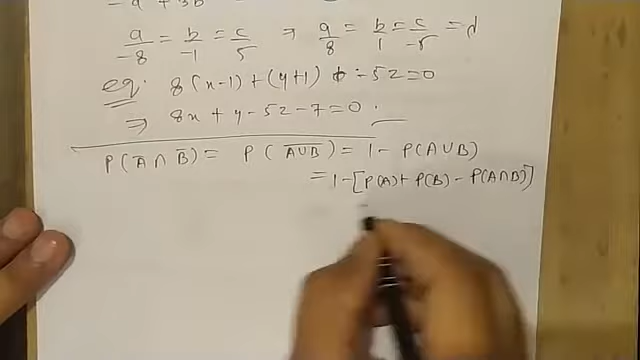 a/-8 = b/-1 = c/5 ⇒ a/8 = b/1 = c/-5 = d
eq: 8(x-1)+(y+1) -5z=0
⇒ 8x+y-5z-7=0.
P(A̅ ∩ B̅) = P(A̅∪̅B̅) = 1 - P(A∪B)
= 1-[P(A)+P(B)-P(A∩B)]